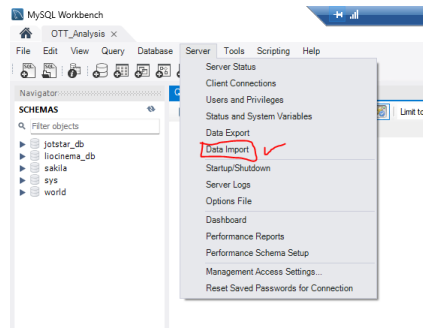 MySQL Workbench
OTT_Analysis ×
File Edit View Query Database Server Tools Scripting Help
Navigator
SCHEMAS
Filter objects
jotstar_db
liocinema_db
sakila
sys
world
Server Status
Client Connections
Users and Privileges
Status and System Variables
Data Export
Data Import
Startup/Shutdown
Server Logs
Options File
Dashboard
Performance Reports
Performance Schema Setup
Management Access Settings...
Reset Saved Passwords for Connection
Limit to